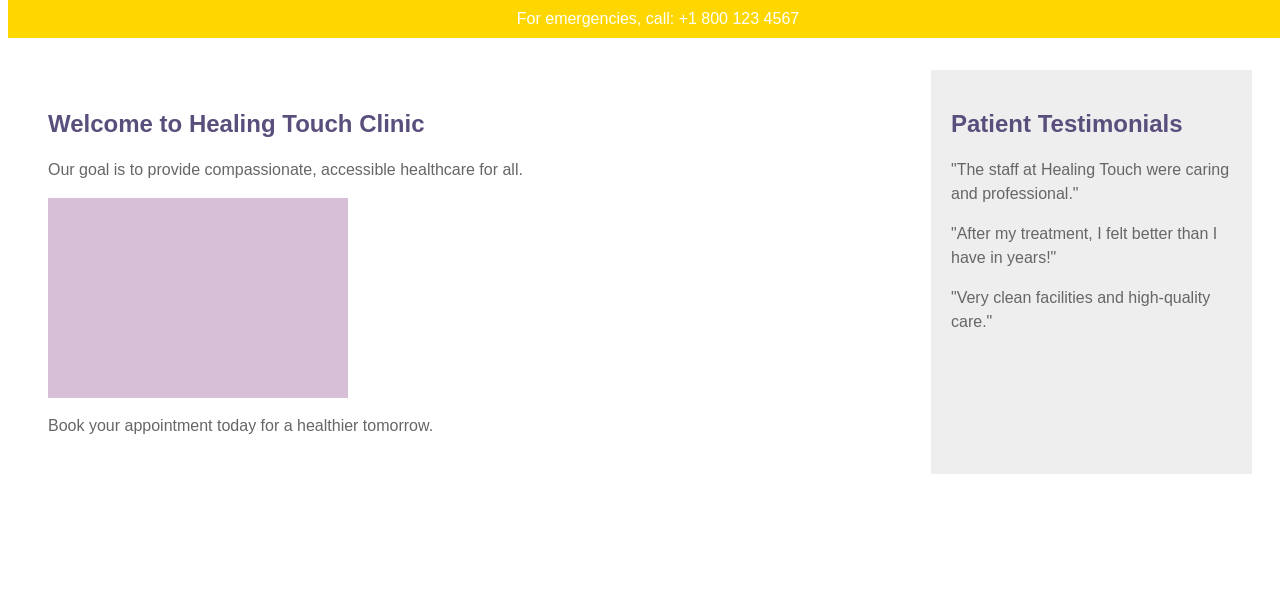 For emergencies, call: +1 800 123 4567
Welcome to Healing Touch Clinic
Our goal is to provide compassionate, accessible healthcare for all.
Book your appointment today for a healthier tomorrow.
Patient Testimonials
"The staff at Healing Touch were caring
and professional."
"After my treatment, I felt better than I
have in years!"
"Very clean facilities and high-quality
care."